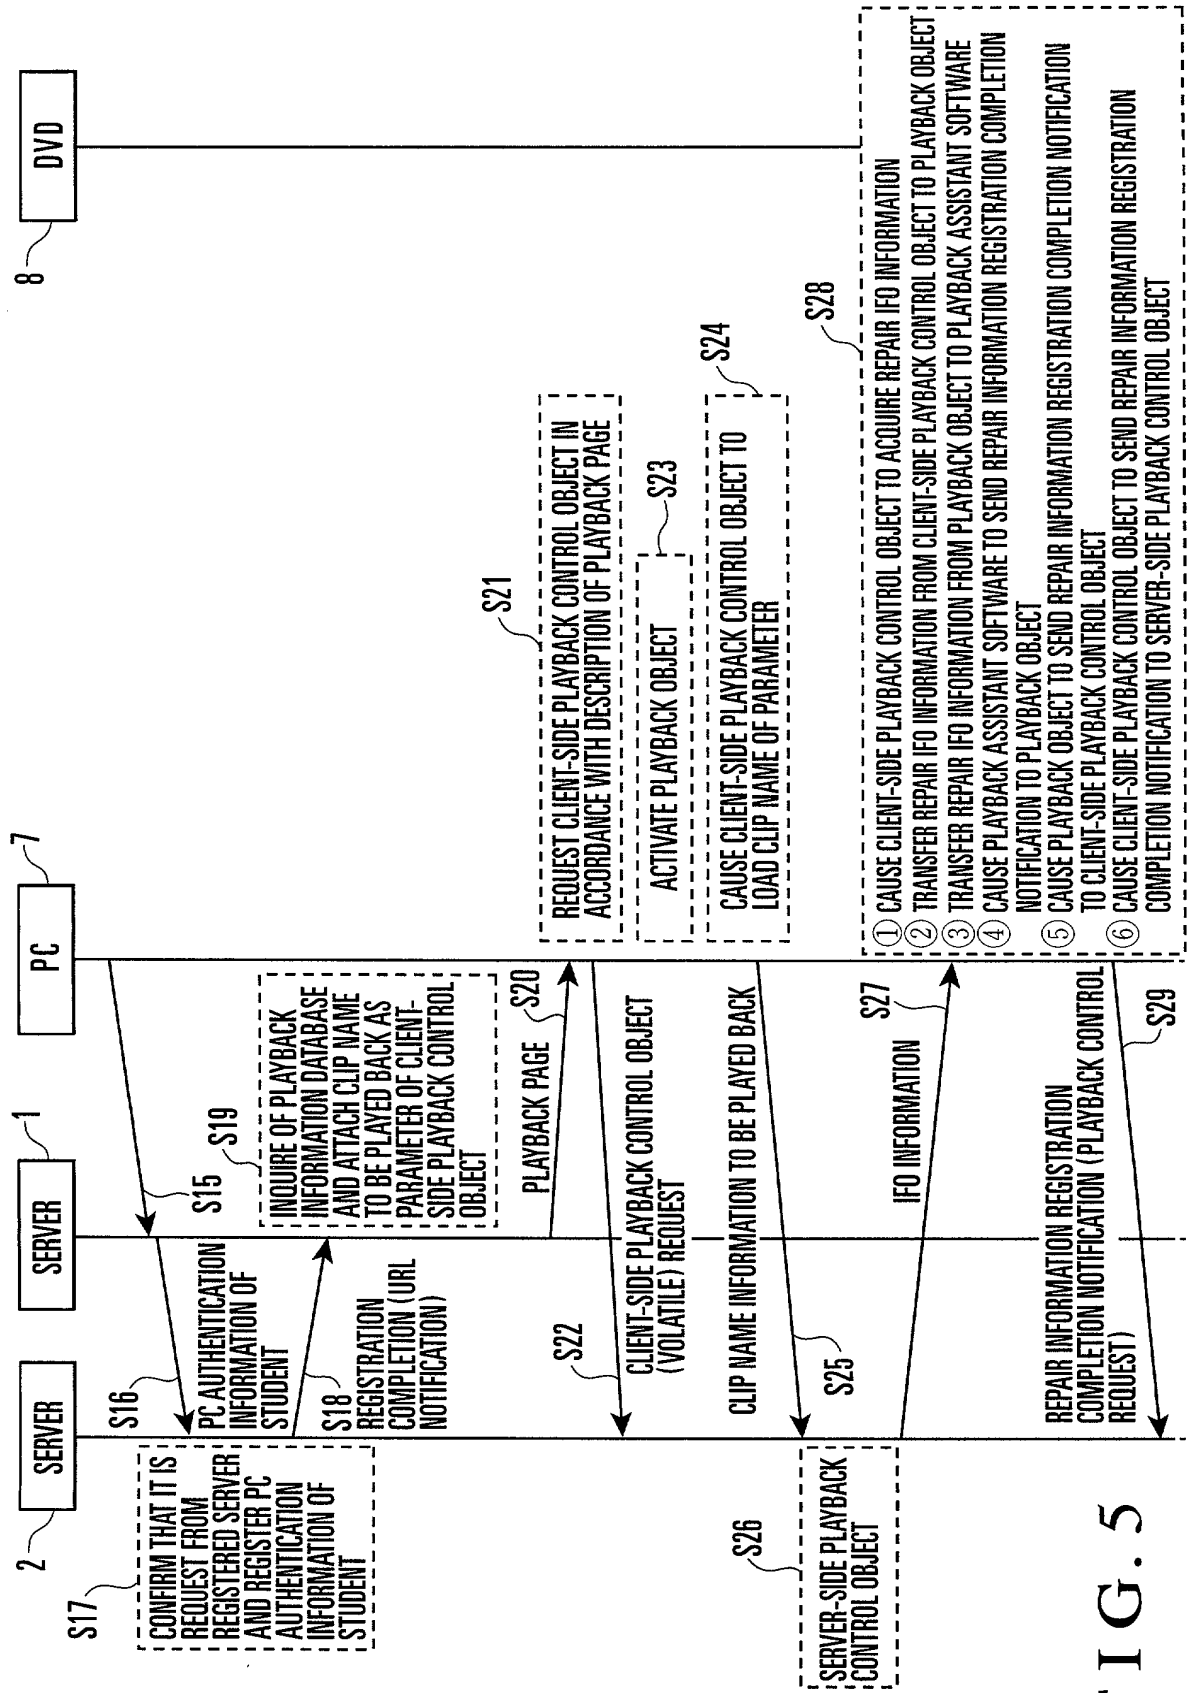 2
SERVER
1
SERVER
7
PC
8
DVD
S15
S16
PC AUTHENTICATION
INFORMATION OF
STUDENT
S17
CONFIRM THAT IT IS
REQUEST FROM
REGISTERED SERVER
AND REGISTER PC
AUTHENTICATION
INFORMATION OF
STUDENT
S18
REGISTRATION
COMPLETION (URL
NOTIFICATION)
S19
INQUIRE OF PLAYBACK
INFORMATION DATABASE
AND ATTACH CLIP NAME
TO BE PLAYED BACK AS
PARAMETER OF CLIENT-
SIDE PLAYBACK CONTROL
OBJECT
PLAYBACK PAGE
S20
S21
REQUEST CLIENT-SIDE PLAYBACK CONTROL OBJECT IN
ACCORDANCE WITH DESCRIPTION OF PLAYBACK PAGE
S22
CLIENT-SIDE PLAYBACK CONTROL OBJECT
(VOLATILE) REQUEST
ACTIVATE PLAYBACK OBJECT
S23
CAUSE CLIENT-SIDE PLAYBACK CONTROL OBJECT TO
LOAD CLIP NAME OF PARAMETER
S24
CLIP NAME INFORMATION TO BE PLAYED BACK
S25
S26
SERVER-SIDE PLAYBACK
CONTROL OBJECT
IFO INFORMATION
S27
S28
① CAUSE CLIENT-SIDE PLAYBACK CONTROL OBJECT TO ACQUIRE REPAIR IFO INFORMATION
② TRANSFER REPAIR IFO INFORMATION FROM CLIENT-SIDE PLAYBACK CONTROL OBJECT TO PLAYBACK OBJECT
③ TRANSFER REPAIR IFO INFORMATION FROM PLAYBACK OBJECT TO PLAYBACK ASSISTANT SOFTWARE
④ CAUSE PLAYBACK ASSISTANT SOFTWARE TO SEND REPAIR INFORMATION REGISTRATION COMPLETION
NOTIFICATION TO PLAYBACK OBJECT
⑤ CAUSE PLAYBACK OBJECT TO SEND REPAIR INFORMATION REGISTRATION COMPLETION NOTIFICATION
TO CLIENT-SIDE PLAYBACK CONTROL OBJECT
⑥ CAUSE CLIENT-SIDE PLAYBACK CONTROL OBJECT TO SEND REPAIR INFORMATION REGISTRATION
COMPLETION NOTIFICATION TO SERVER-SIDE PLAYBACK CONTROL OBJECT
REPAIR INFORMATION REGISTRATION
COMPLETION NOTIFICATION (PLAYBACK CONTROL
REQUEST)
S29
FIG. 5